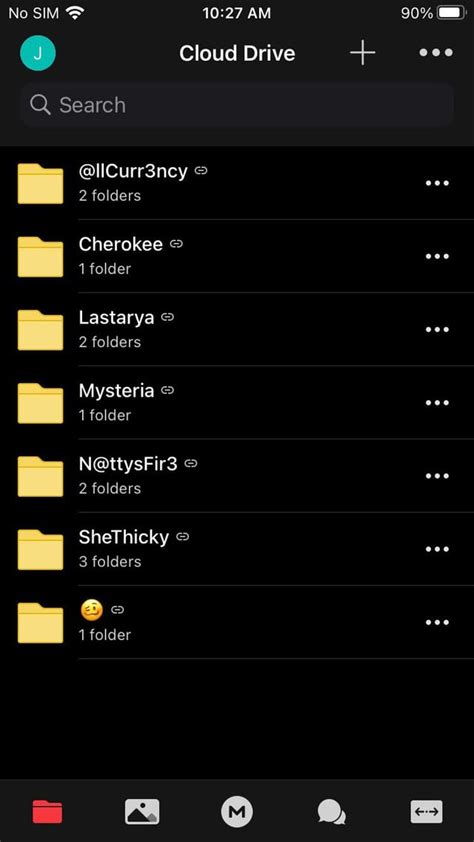 No SIM 10:27 AM 90%
J Cloud Drive
Search
@llCurr3ncy
2 folders
Cherokee
1 folder
Lastarya
2 folders
Mysteria
1 folder
N@ttysFir3
2 folders
SheThicky
3 folders
🥴
1 folder
M